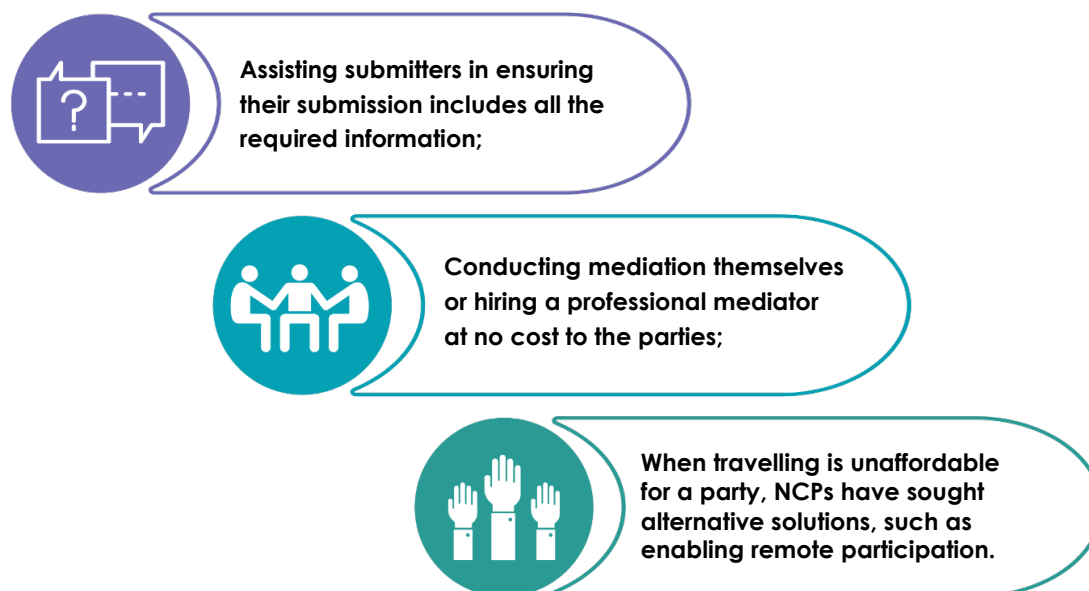 Assisting submitters in ensuring
their submission includes all the
required information;
?
Conducting mediation themselves
or hiring a professional mediator
at no cost to the parties;
When travelling is unaffordable
for a party, NCPs have sought
alternative solutions, such as
enabling remote participation.